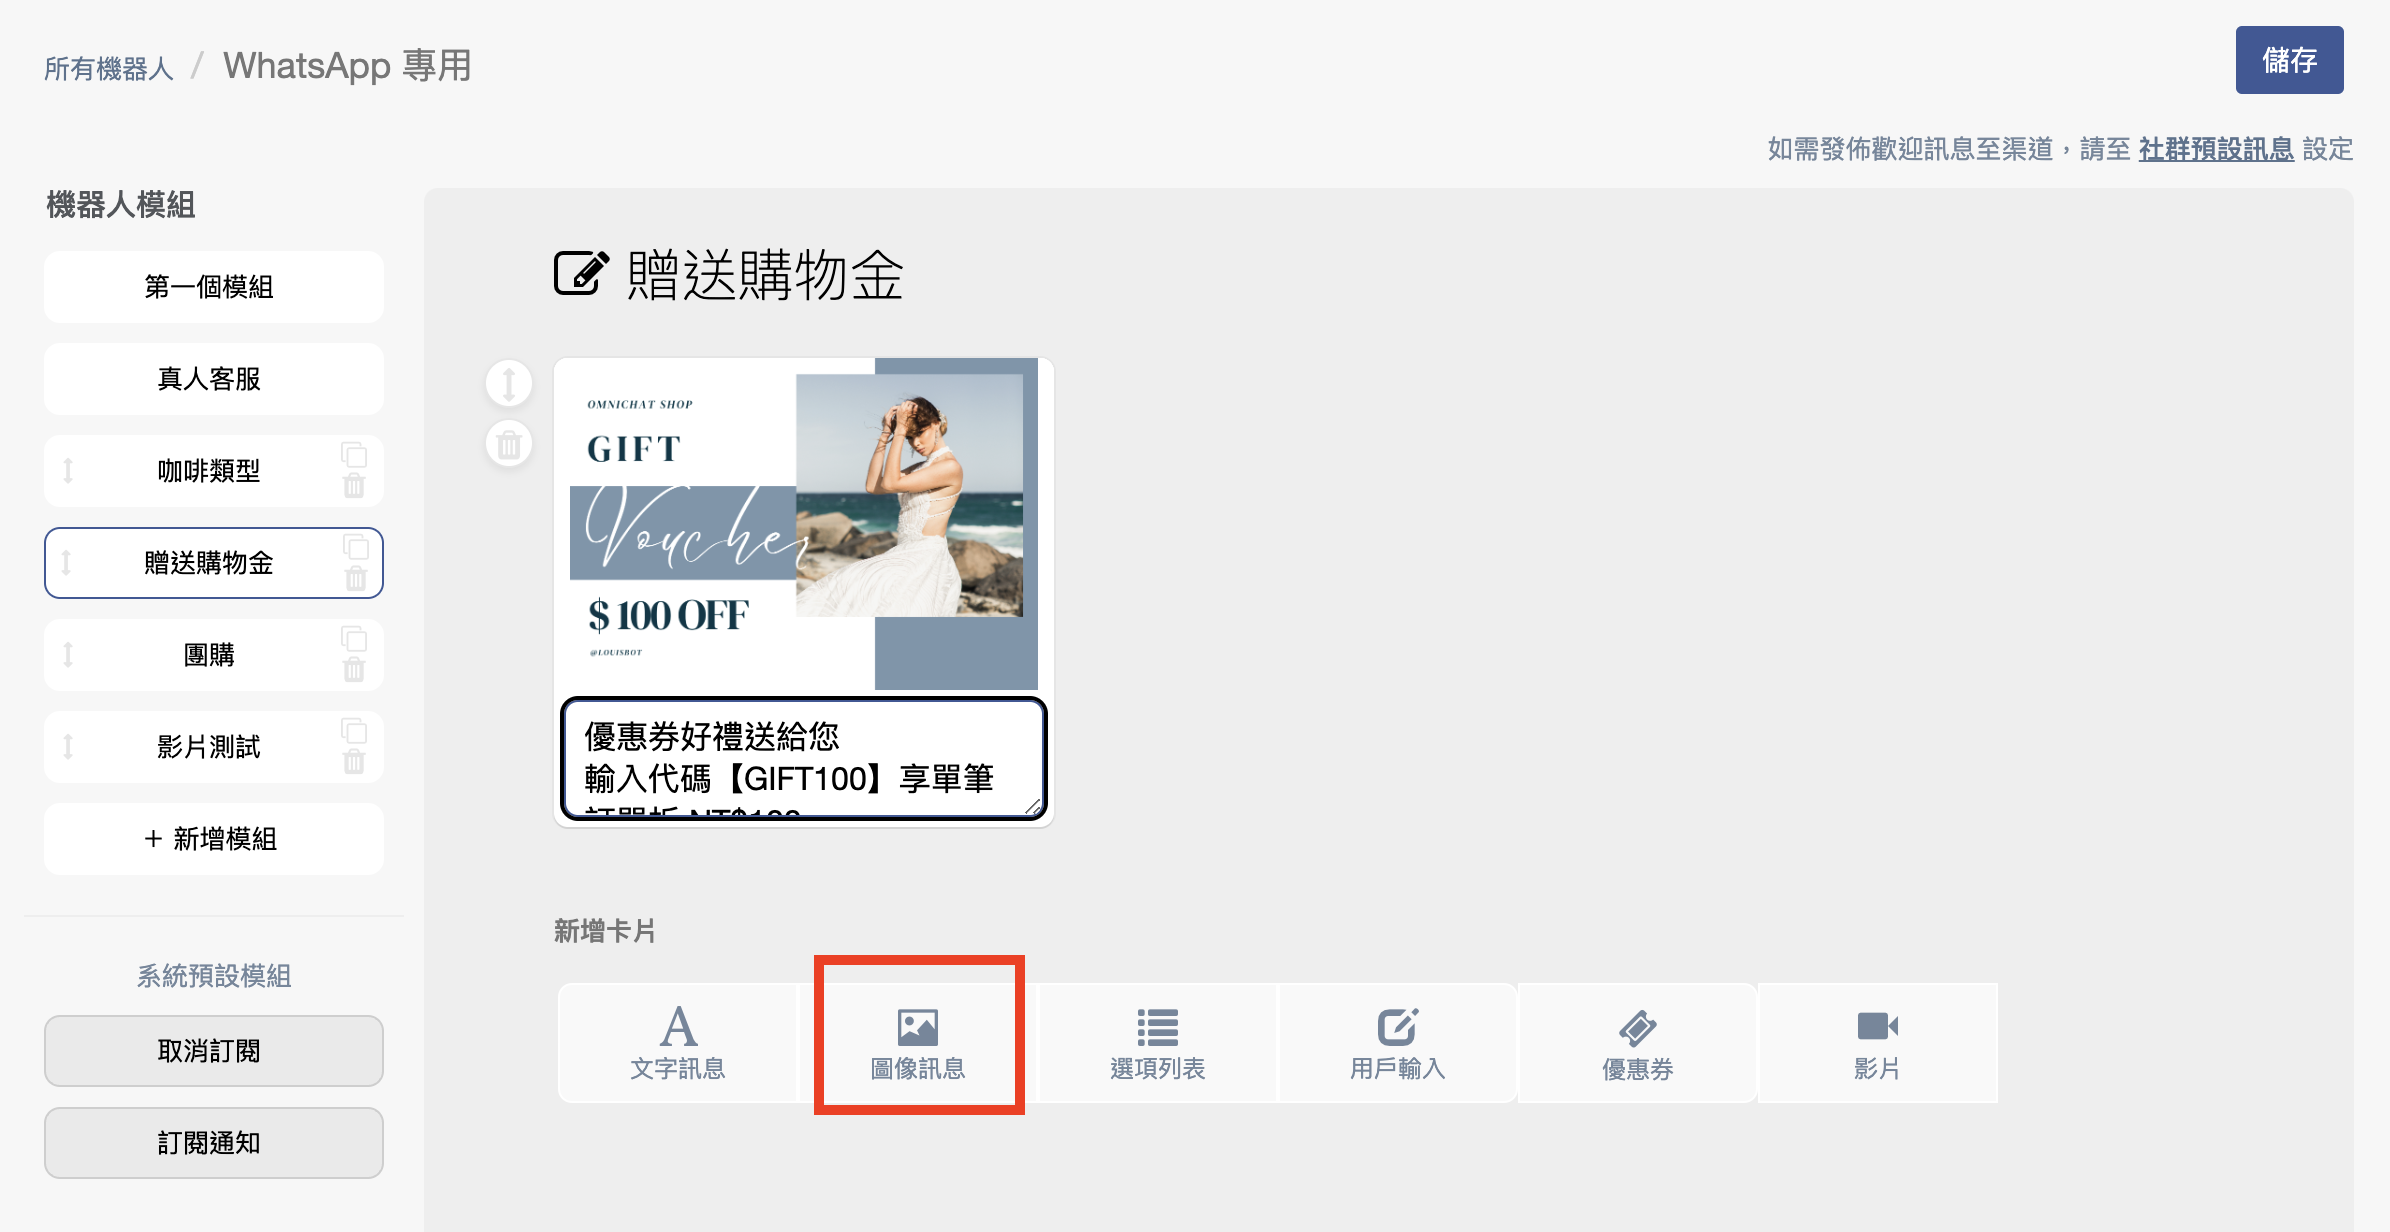 所有機器人 / WhatsApp 專用
儲存
如需發佈歡迎訊息至渠道，請至 社群預設訊息 設定
機器人模組
第一個模組
真人客服
咖啡類型
贈送購物金
團購
影片測試
+ 新增模組
系統預設模組
取消訂閱
訂閱通知
贈送購物金
OMNICHAT SHOP
GIFT
Voucher
$ 100 OFF
@LOUISBOT
優惠券好禮送給您
輸入代碼【GIFT100】享單筆
訂單折 NT$100
新增卡片
文字訊息
圖像訊息
選項列表
用戶輸入
優惠券
影片